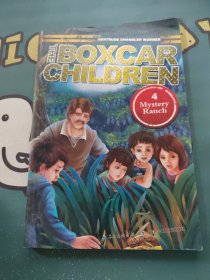 GERTRUDE CHANDLER WARNER
THE
BOXCAR
CHILDREN
4
Mystery
Ranch